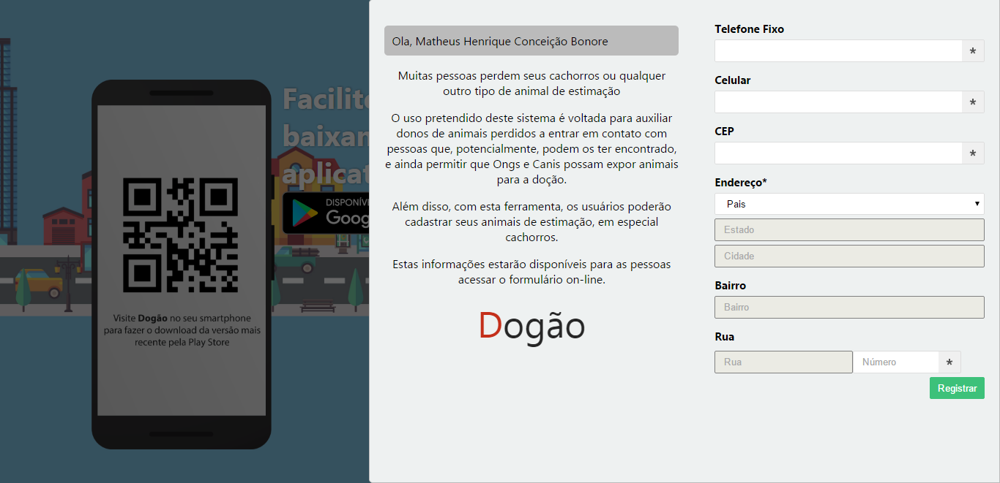 Facilite
baixan
aplicat
DISPONÍV
Goog
Visite Dogão no seu smartphone
para fazer o download da versão mais
recente pela Play Store
Ola, Matheus Henrique Conceição Bonore
Muitas pessoas perdem seus cachorros ou qualquer
outro tipo de animal de estimação
O uso pretendido deste sistema é voltada para auxiliar
donos de animais perdidos a entrar em contato com
pessoas que, potencialmente, podem os ter encontrado,
e ainda permitir que Ongs e Canis possam expor animais
para a doção.
Além disso, com esta ferramenta, os usuários poderão
cadastrar seus animais de estimação, em especial
cachorros.
Estas informações estarão disponíveis para as pessoas
acessar o formulário on-line.
Dogão
Telefone Fixo
*
Celular
*
CEP
*
Endereço*
Pais
Estado
Cidade
Bairro
Bairro
Rua
Rua Número *
Registrar